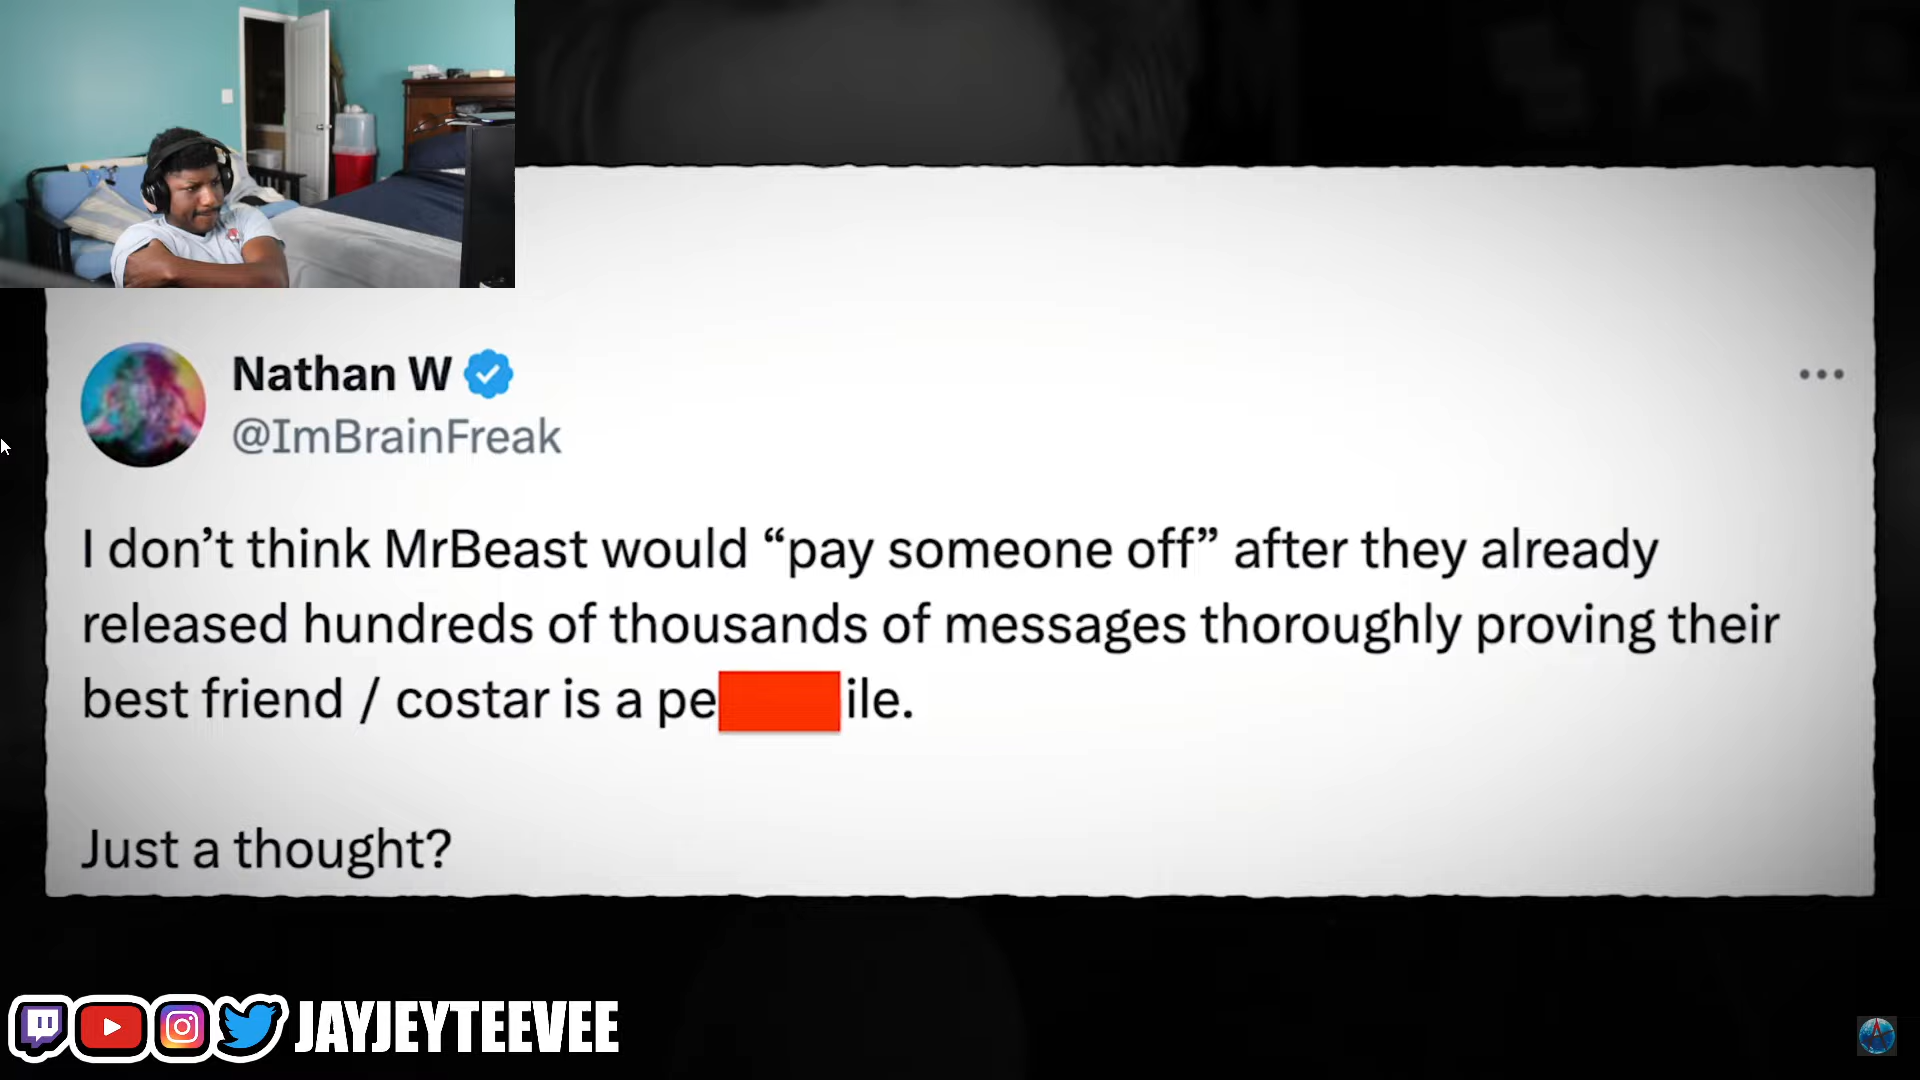 Nathan W
@ImBrainFreak
I don’t think MrBeast would “pay someone off” after they already
released hundreds of thousands of messages thoroughly proving their
best friend / costar is a pe ile.
Just a thought?
JAYJEYTEEVEE